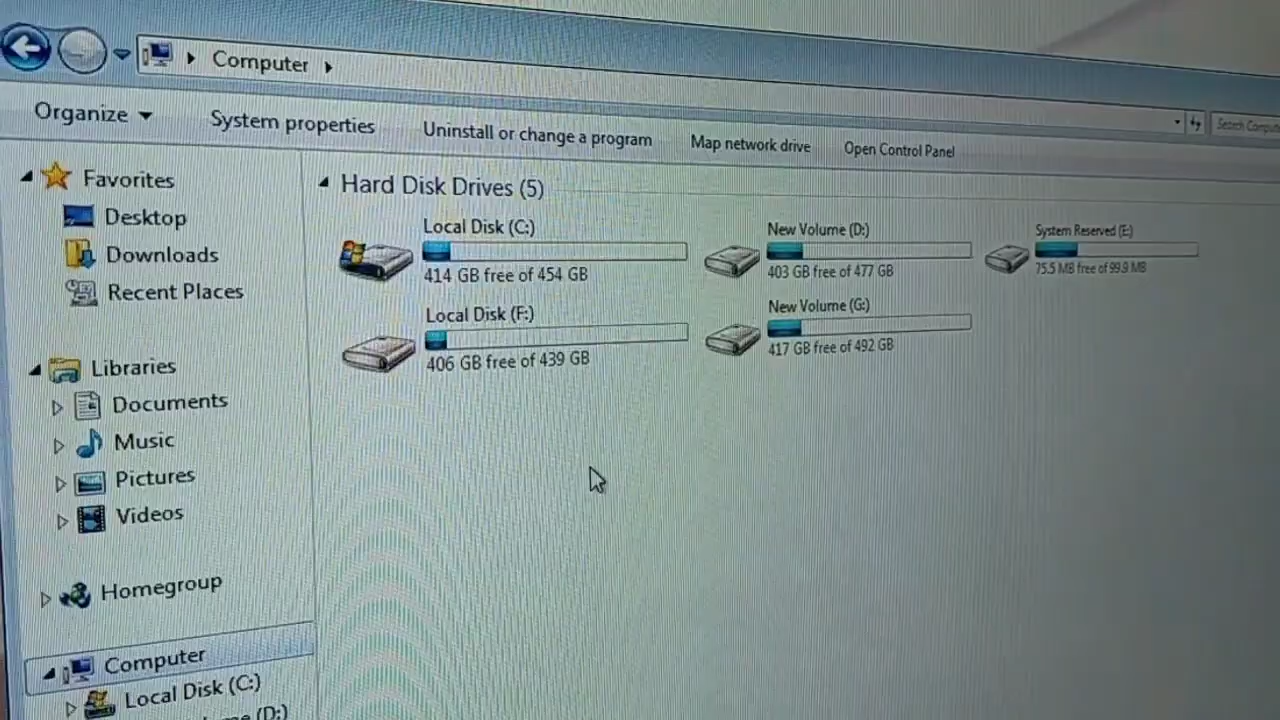 Computer
Search Compu
Organize
System properties
Uninstall or change a program
Map network drive
Open Control Panel
Favorites
Desktop
Downloads
Recent Places
Libraries
Documents
Music
Pictures
Videos
Homegroup
Computer
Local Disk (C:)
me (D:)
Hard Disk Drives (5)
Local Disk (C:)
414 GB free of 454 GB
New Volume (D:)
403 GB free of 477 GB
System Reserved (E:)
75.5 MB free of 99.9 MB
Local Disk (F:)
406 GB free of 439 GB
New Volume (G:)
417 GB free of 492 GB